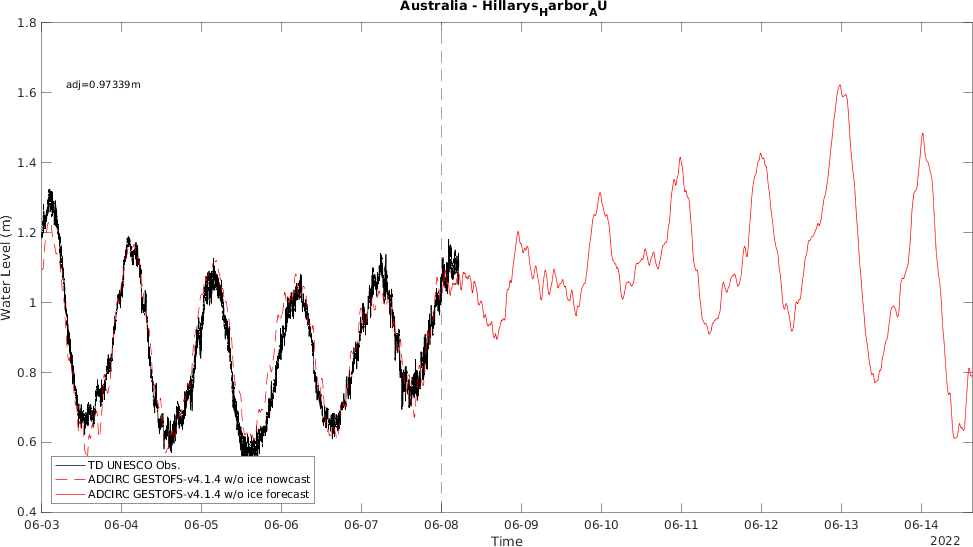 Australia - HillarysHarborAU
1.8
1.6
1.4
1.2
1
0.8
0.6
0.4
Water Level (m)
adj=0.97339m
TD UNESCO Obs.
ADCIRC GESTOFS-v4.1.4 w/o ice nowcast
ADCIRC GESTOFS-v4.1.4 w/o ice forecast
06-03 06-04 06-05 06-06 06-07 06-08 06-09 06-10 06-11 06-12 06-13 06-14
Time
2022